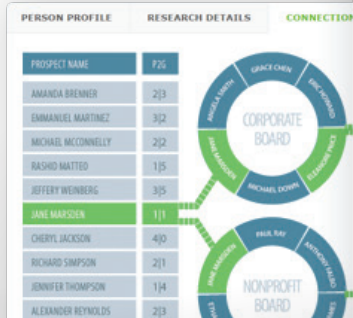 PERSON PROFILE
RESEARCH DETAILS
CONNECTION
PROSPECT NAME P2G
AMANDA BRENNER 2|3
EMMANUEL MARTINEZ 3|2
MICHAEL MCCONNELLY 2|2
RASHID MATTEO 1|5
JEFFERY WEINBERG 3|5
JANE MARSDEN 1|1
CHERYL JACKSON 4|0
RICHARD SIMPSON 2|1
JENNIFER THOMPSON 1|4
ALEXANDER REYNOLDS 2|3
ANGELA SMITH
GRACE CHEN
ERIC HOWARD
CORPORATE
BOARD
JANE MARSDEN
ELEANOR PRICE
MICHAEL DOWN
PAUL RAY
JANE MARSDEN
ANTHONY FALBO
NONPROFIT
BOARD